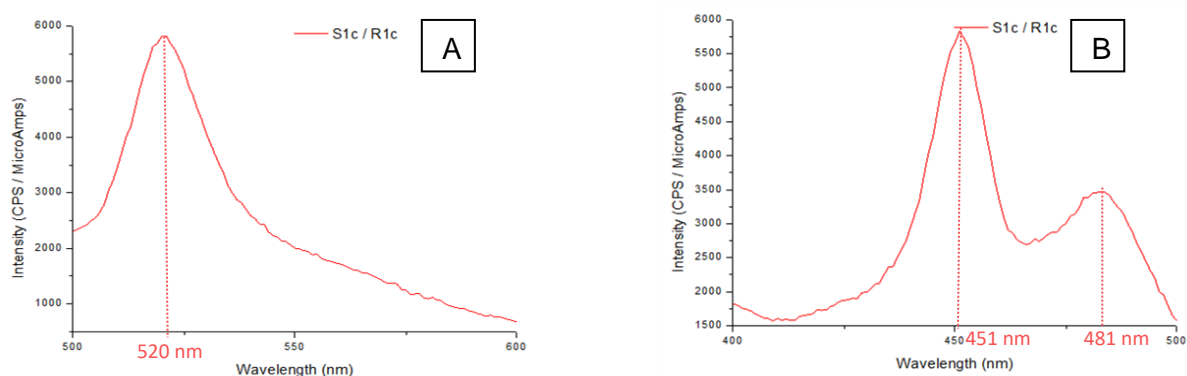 S1c / R1c
A
Intensity (CPS / MicroAmps)
6000
5000
4000
3000
2000
1000
500
550
600
520 nm
Wavelength (nm)
S1c / R1c
B
Intensity (CPS / MicroAmps)
6000
5500
5000
4500
4000
3500
3000
2500
2000
1500
400
450
500
451 nm
481 nm
Wavelength (nm)